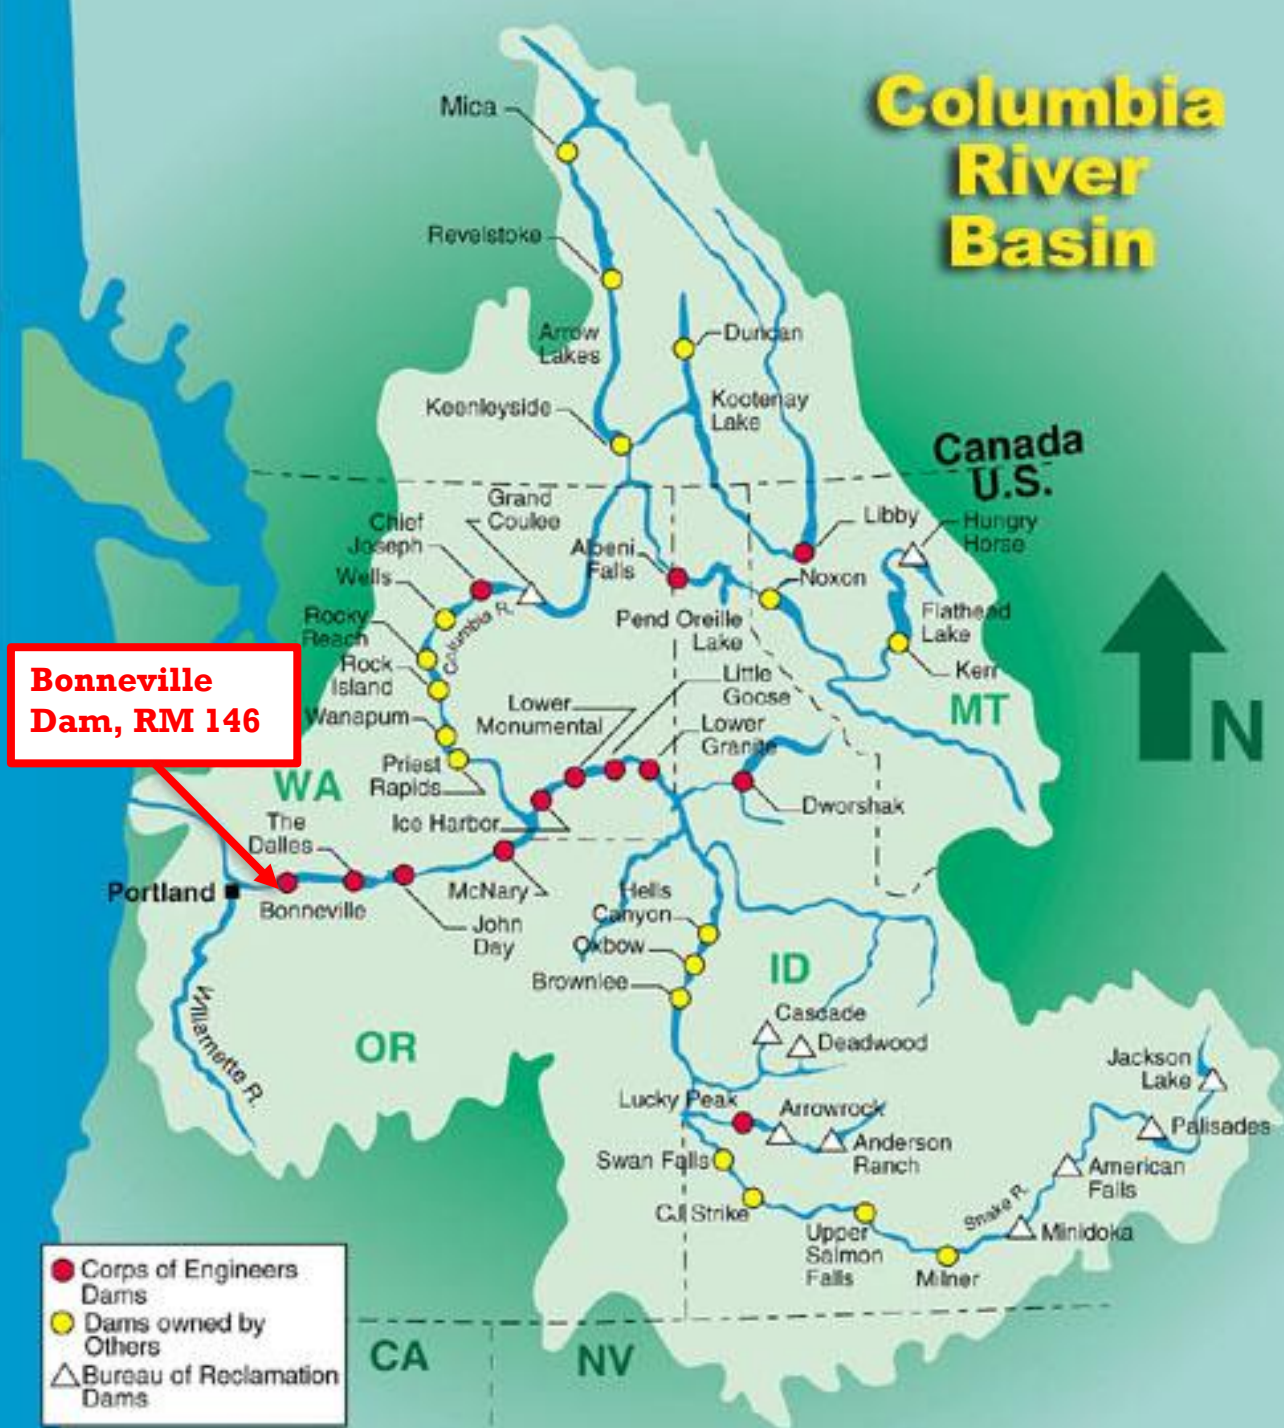 Columbia
River
Basin
Mica
Revelstoke
Arrow
Lakes
Duncan
Keenleyside
Kootenay
Lake
Canada
U.S.
Grand
Coulee
Chief
Joseph
Libby
Hungry
Horse
Albeni
Falls
Wells
Noxon
Columbia R.
Rocky
Reach
Pend Oreille
Lake
Flathead
Lake
Kerr
Bonneville
Dam, RM 146
Rock
Island
Little
Goose
Lower
Monumental
Wanapum
Lower
Granite
MT
N
Priest
Rapids
WA
Ice Harbor
Dworshak
The
Dalles
Portland
Bonneville
McNary
John
Day
Hells
Canyon
Oxbow
Brownlee
ID
Willamette R.
OR
Cascade
Deadwood
Jackson
Lake
Lucky Peak
Arrowrock
Palisades
Anderson
Ranch
Swan Falls
American
Falls
CJ Strike
Snake R.
Upper
Salmon
Falls
Minidoka
Milner
Corps of Engineers
Dams
Dams owned by
Others
Bureau of Reclamation
Dams
CA
NV